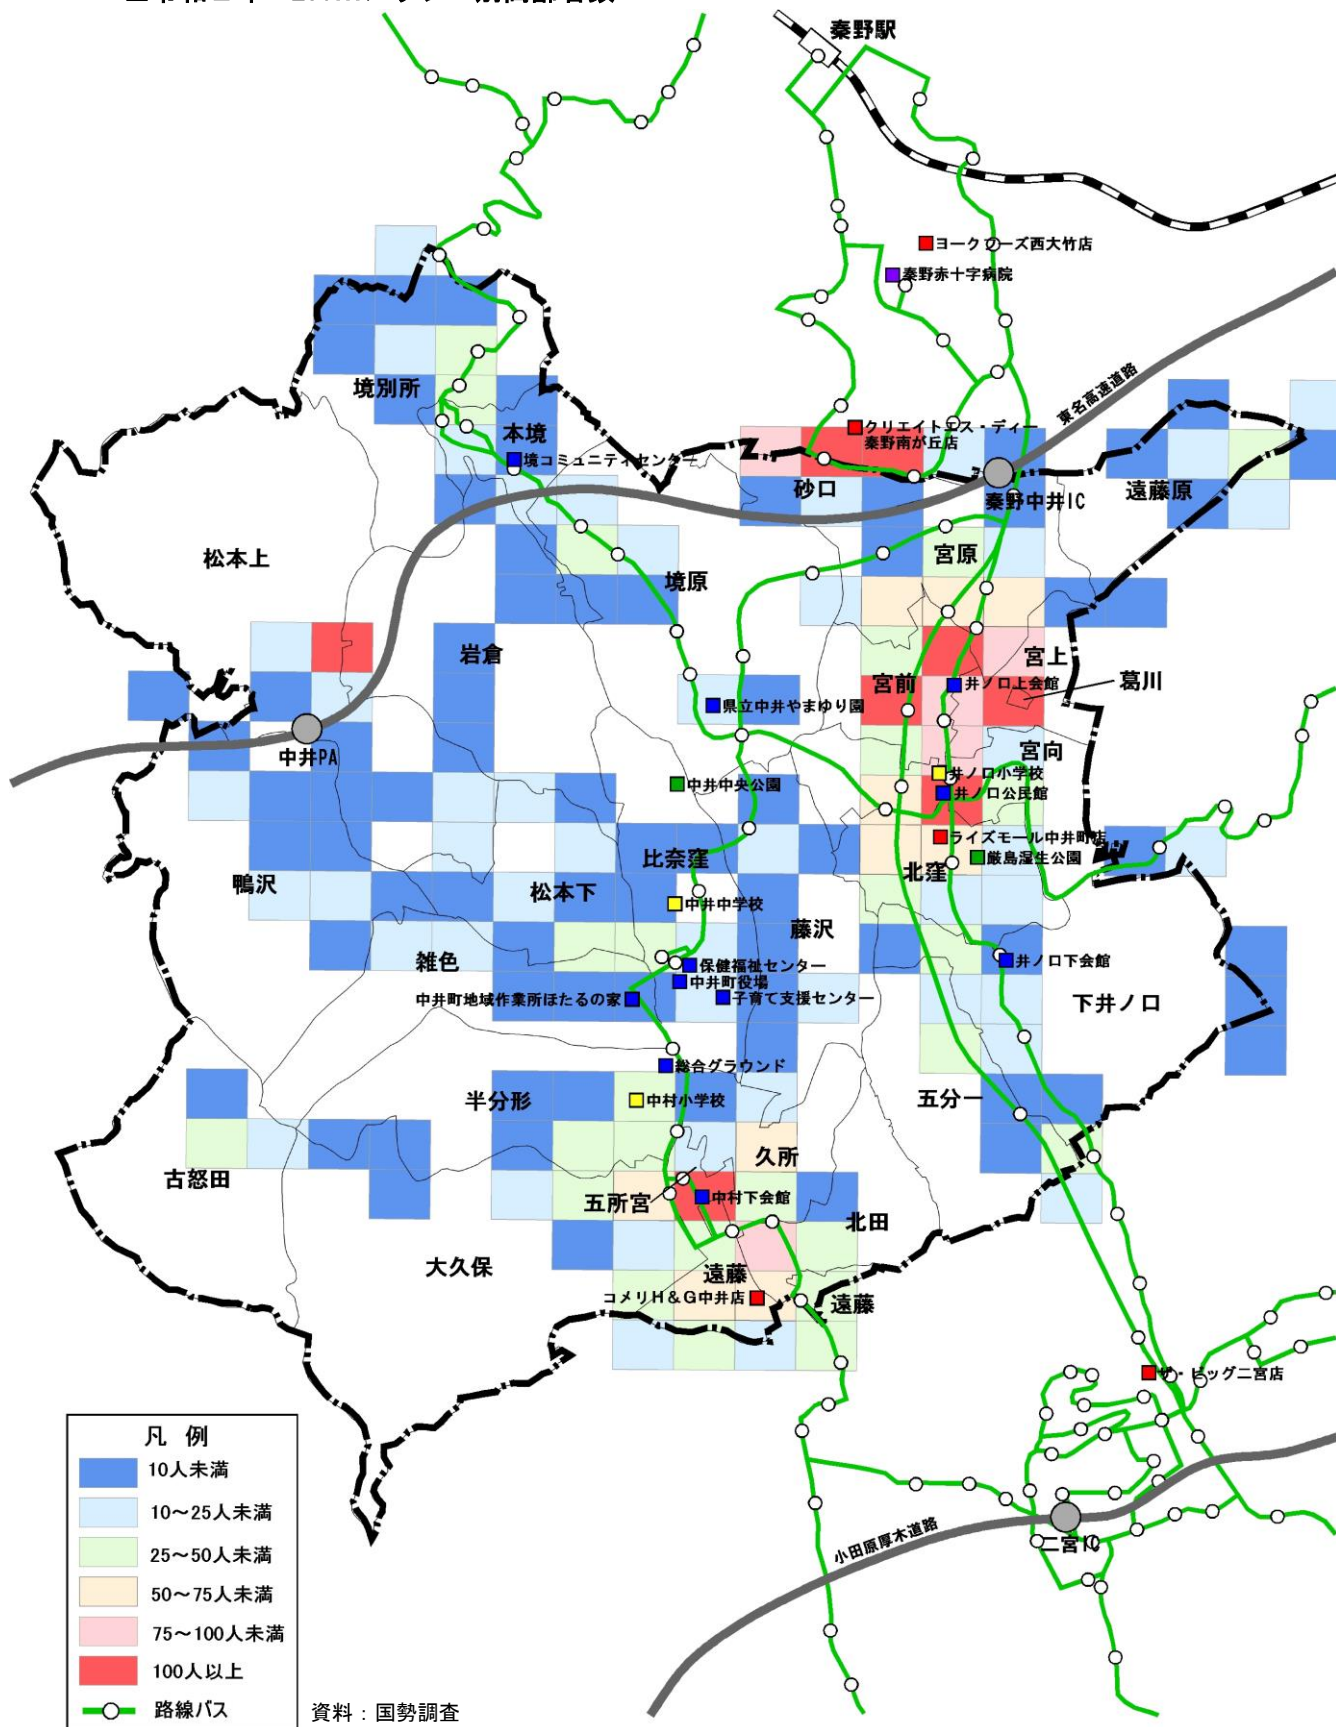 秦野駅
ヨークフーズ西大竹店
秦野赤十字病院
東名高速道路
境別所
クリエイトエス・ディー
秦野南が丘店
本境
境コミュニティセンター
砂口
秦野中井IC
遠藤原
松本上
宮原
境原
岩倉
宮上
宮前
井ノ口上会館
葛川
県立中井やまゆり園
宮向
中井PA
井ノ口小学校
中井中央公園
井ノ口公民館
ライズモール中井町店
比奈窪
厳島湿生公園
北窪
鴨沢
松本下
中井中学校
藤沢
雑色
保健福祉センター
井ノ口下会館
中井町役場
中井町地域作業所ほたるの家
子育て支援センター
下井ノ口
総合グラウンド
半分形
中村小学校
五分一
久所
古怒田
五所宮
中村下会館
北田
大久保
遠藤
コメリH&G中井店
遠藤
ザ・ビッグ二宮店
凡 例
10人未満
10~25人未満
25~50人未満
50~75人未満
75~100人未満
100人以上
路線バス
資料:国勢調査
小田原厚木道路
二宮IC